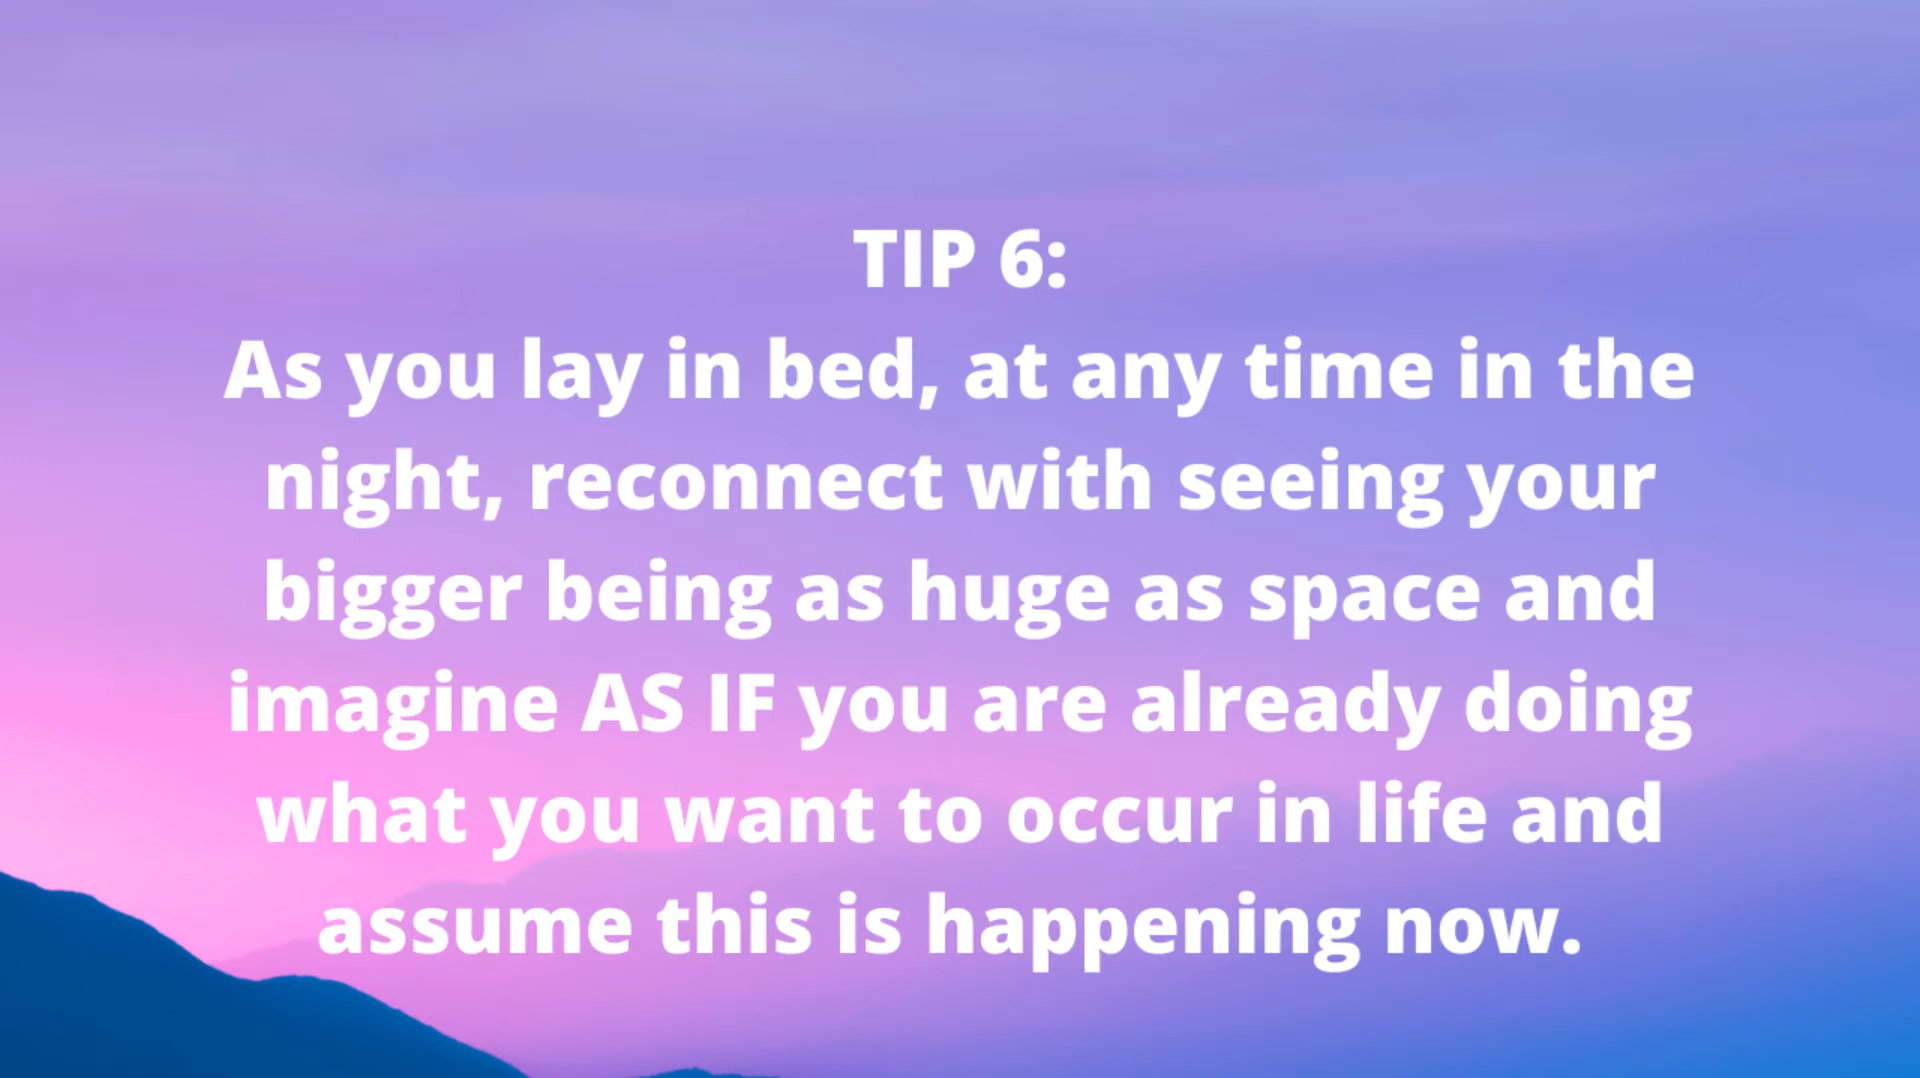 TIP 6:
As you lay in bed, at any time in the
night, reconnect with seeing your
bigger being as huge as space and
imagine AS IF you are already doing
what you want to occur in life and
assume this is happening now.